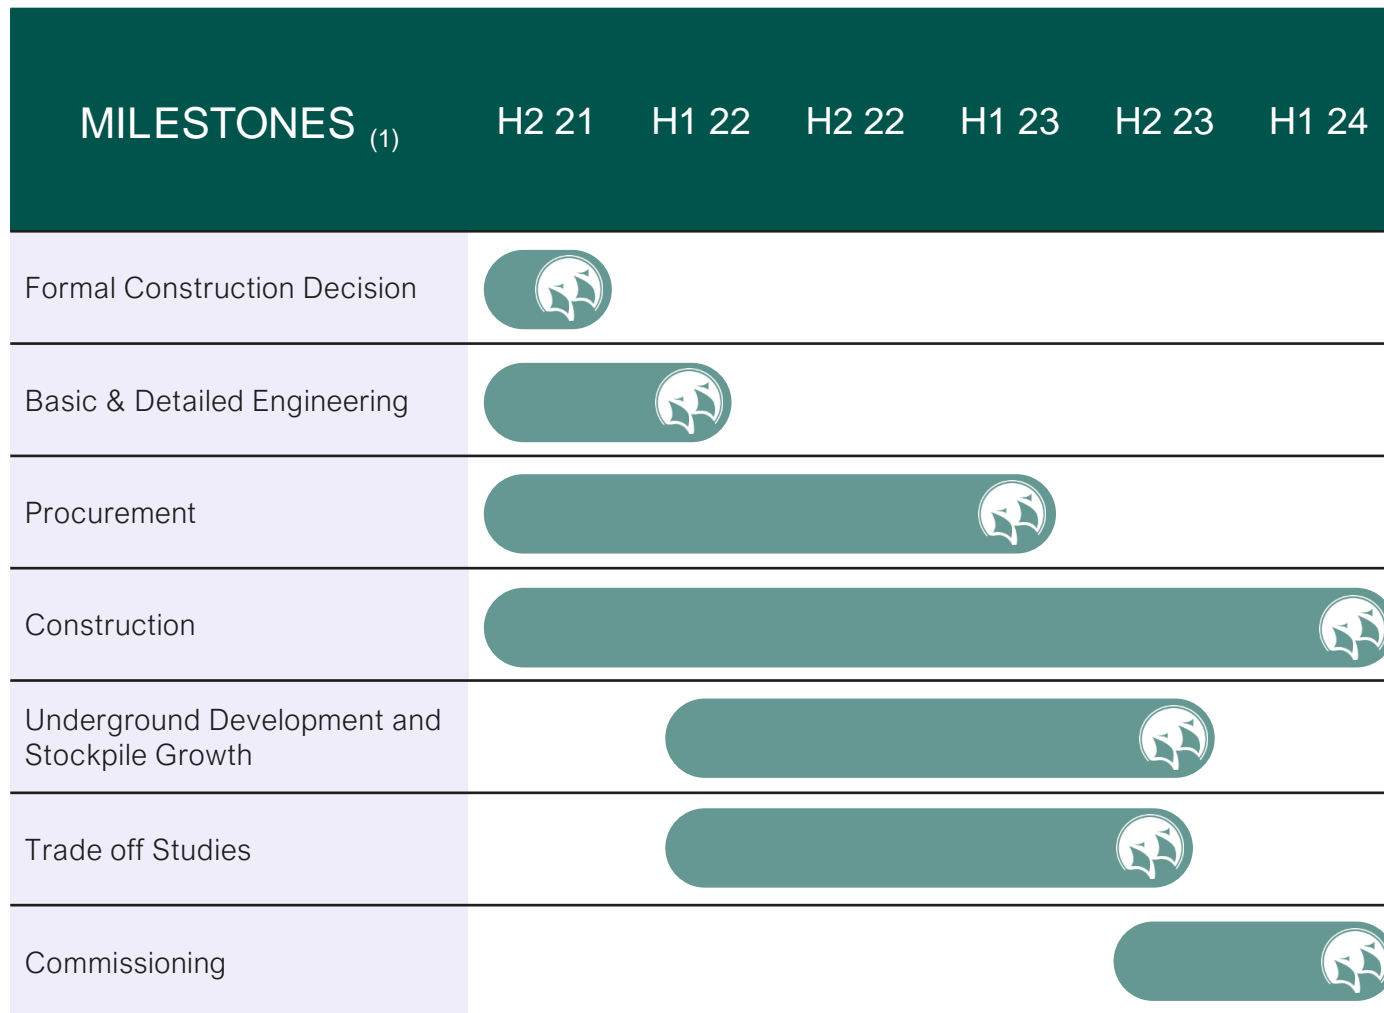 MILESTONES (1) H2 21 H1 22 H2 22 H1 23 H2 23 H1 24
Formal Construction Decision
Basic & Detailed Engineering
Procurement
Construction
Underground Development and
Stockpile Growth
Trade off Studies
Commissioning